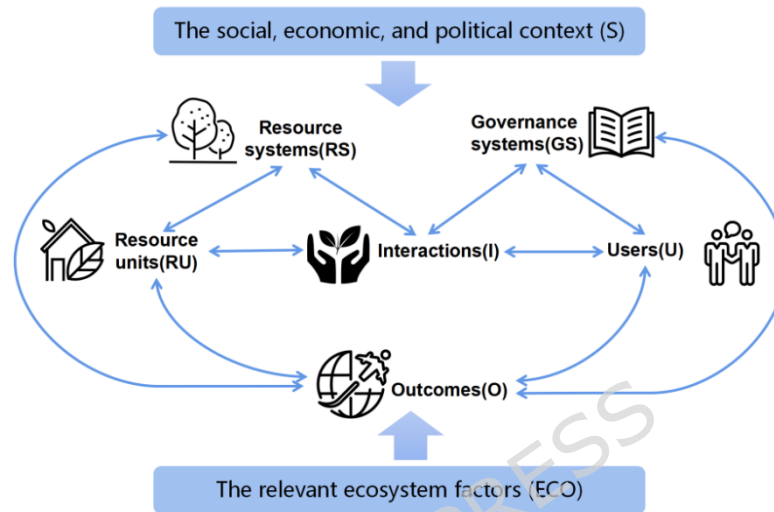 The social, economic, and political context (S)
Resource
systems(RS)
Governance
systems(GS)
Resource
units(RU)
Interactions(I)
Users(U)
Outcomes(O)
PRESS
The relevant ecosystem factors (ECO)